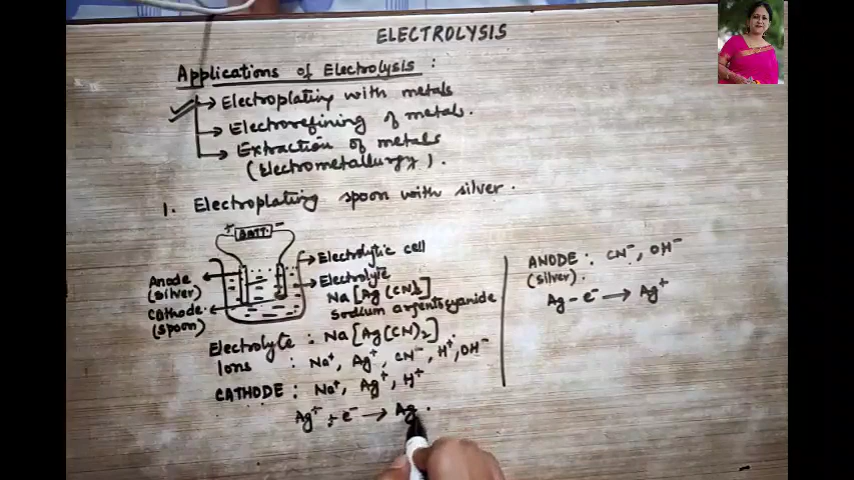 ELECTROLYSIS
Applications of Electrolysis :
→ Electroplating with metals
→ Electrorefining of metals.
→ Extraction of metals
(Electrometallurgy).
1. Electroplating spoon with silver.
+ BATT. -
Electrolytic cell
Electrolyte
Na[Ag(CN)2]
Sodium argentocyanide
Anode
(silver)
Cathode.
(spoon)
Electrolyte : Na[Ag(CN)2].
Ions : Na+, Ag+, CN-, H+, OH-
CATHODE : Na+, Ag+, H+
Ag+ + e- → Ag.
ANODE : CN-, OH-
(silver).
Ag - e- → Ag+